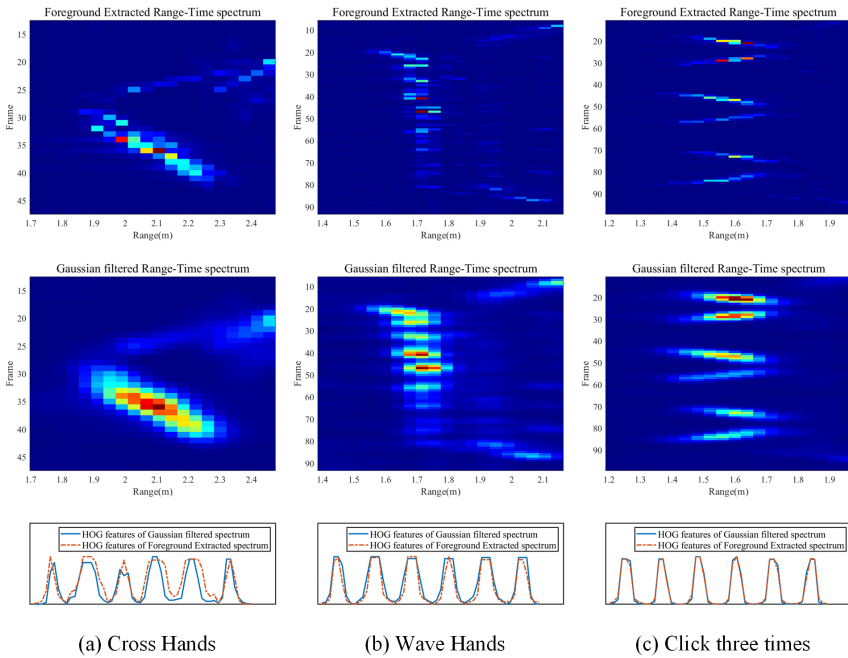 Foreground Extracted Range-Time spectrum
15
20
25
30
35
40
45
Frame
1.7 1.8 1.9 2 2.1 2.2 2.3 2.4
Range(m)
Foreground Extracted Range-Time spectrum
10
20
30
40
50
60
70
80
90
Frame
1.4 1.5 1.6 1.7 1.8 1.9 2 2.1
Range(m)
Foreground Extracted Range-Time spectrum
20
30
40
50
60
70
80
90
Frame
1.2 1.3 1.4 1.5 1.6 1.7 1.8 1.9
Range(m)
Gaussian filtered Range-Time spectrum
15
20
25
30
35
40
45
Frame
1.7 1.8 1.9 2 2.1 2.2 2.3 2.4
Range(m)
Gaussian filtered Range-Time spectrum
10
20
30
40
50
60
70
80
90
Frame
1.4 1.5 1.6 1.7 1.8 1.9 2 2.1
Range(m)
Gaussian filtered Range-Time spectrum
20
30
40
50
60
70
80
90
Frame
1.2 1.3 1.4 1.5 1.6 1.7 1.8 1.9
Range(m)
HOG features of Gaussian filtered spectrum
HOG features of Foreground Extracted spectrum
HOG features of Gaussian filtered spectrum
HOG features of Foreground Extracted spectrum
HOG features of Gaussian filtered spectrum
HOG features of Foreground Extracted spectrum
(a) Cross Hands
(b) Wave Hands
(c) Click three times